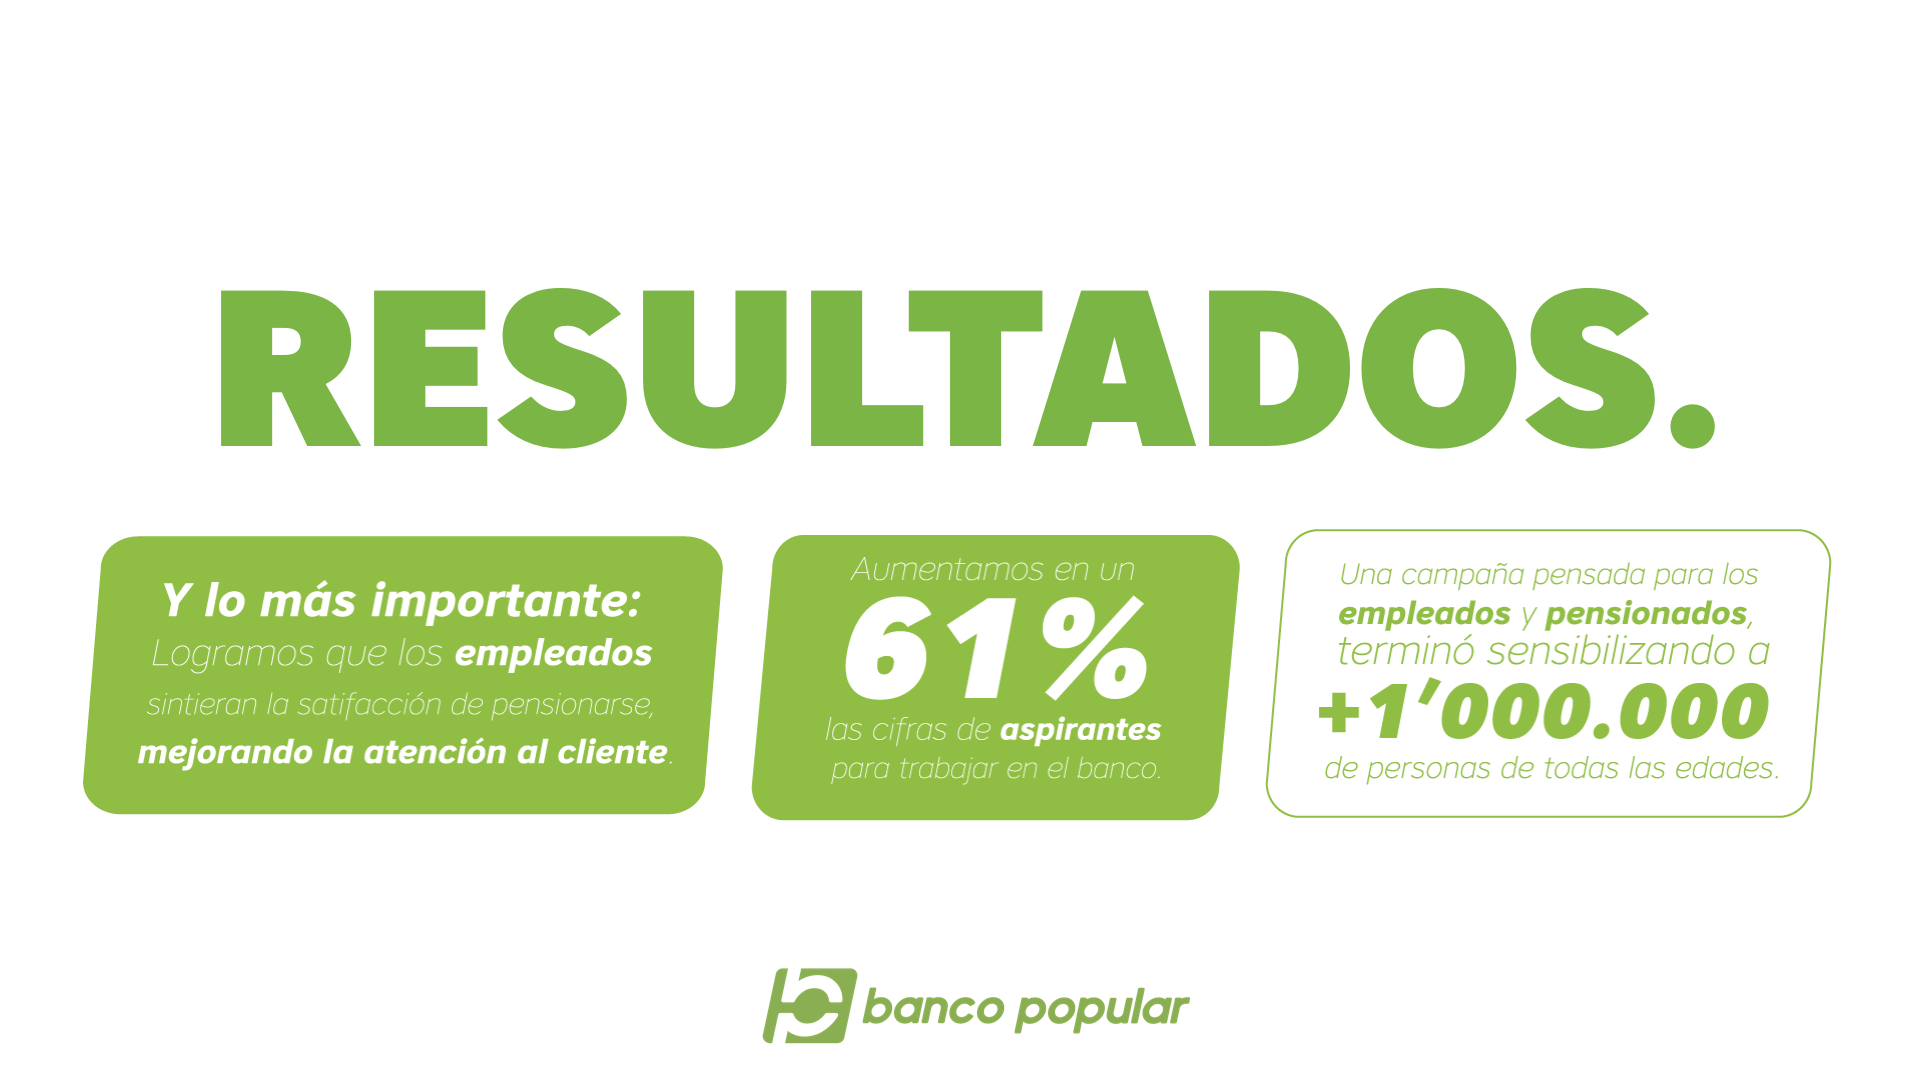 RESULTADOS.
Y lo más importante:
Logramos que los empleados
sintieran la satifacción de pensionarse,
mejorando la atención al cliente.
Aumentamos en un
61%
las cifras de aspirantes
para trabajar en el banco.
Una campaña pensada para los
empleados y pensionados,
terminó sensibilizando a
+1’000.000
de personas de todas las edades.
banco popular